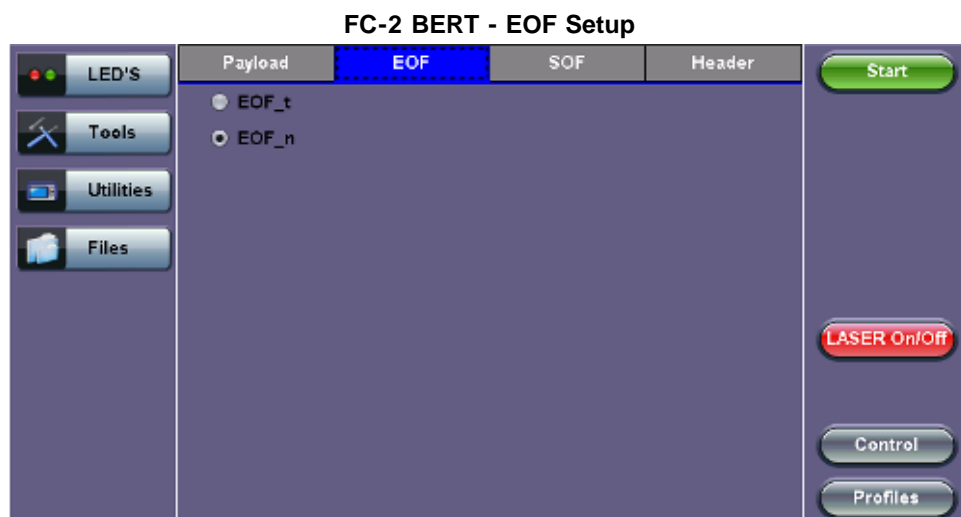 FC-2 BERT - EOF Setup
LED'S
Tools
Utilities
Files
Payload EOF SOF Header
EOF_t
EOF_n
Start
LASER On/Off
Control
Profiles